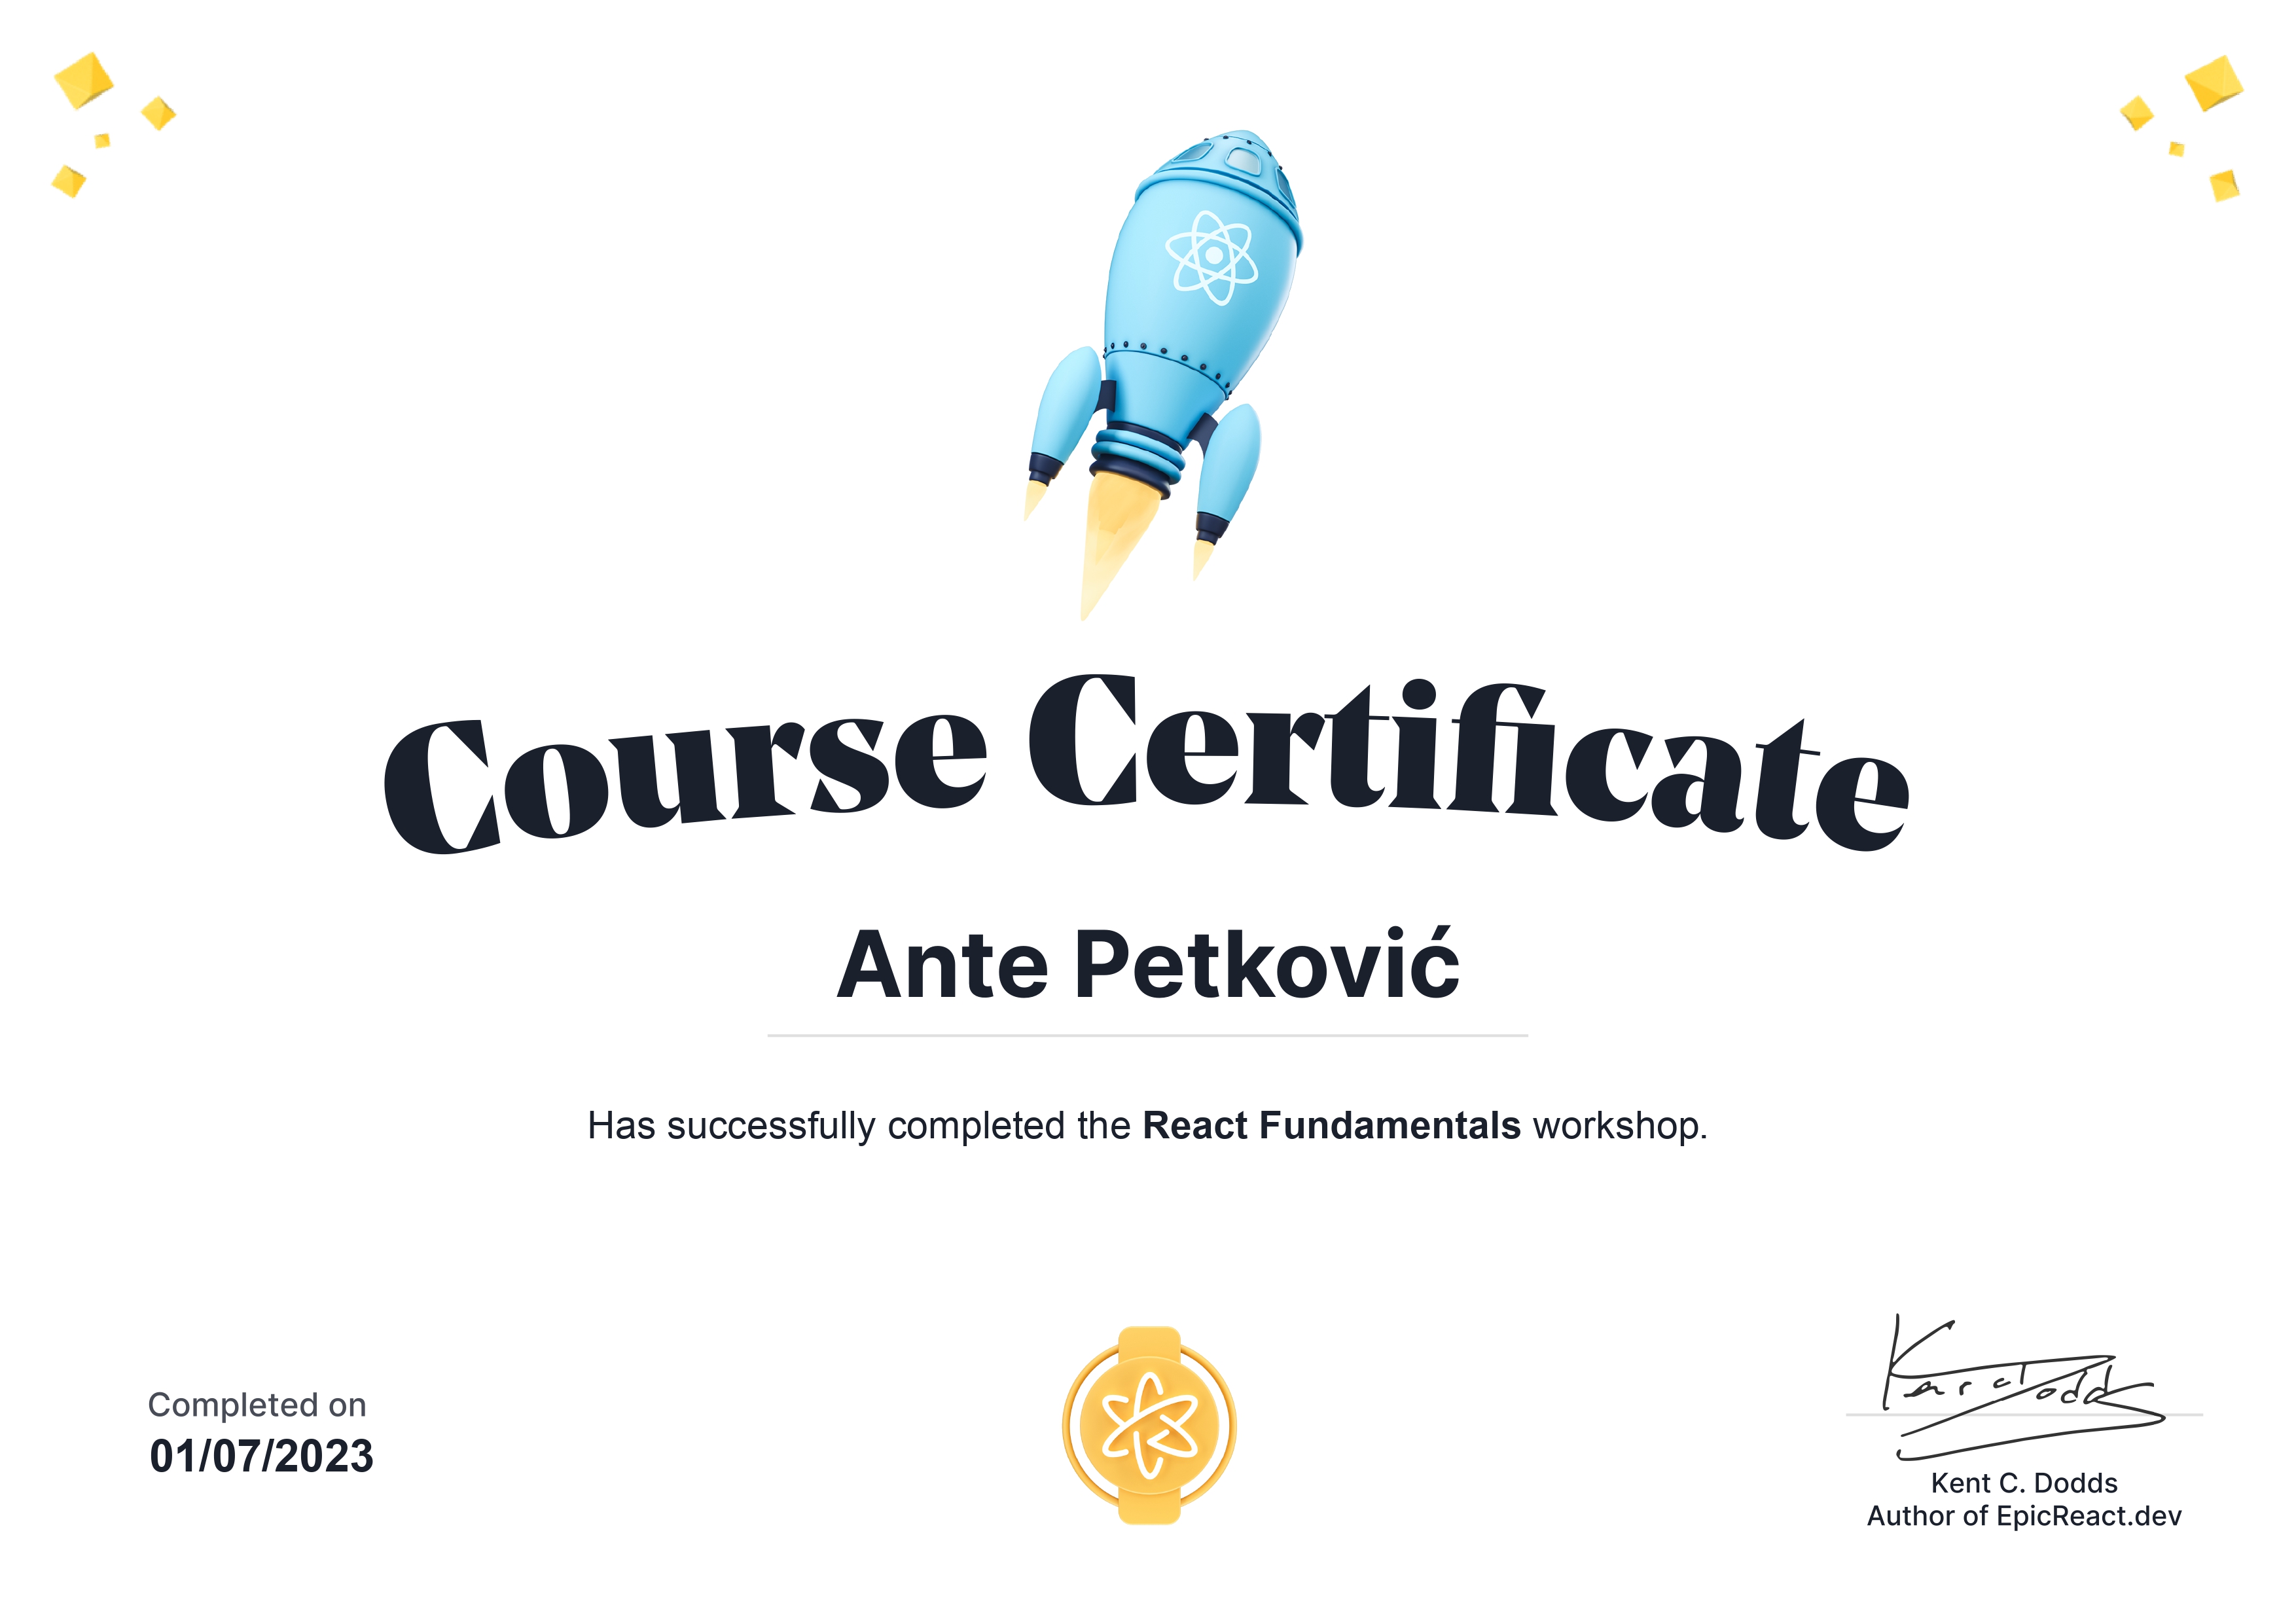 Course Certificate
Ante Petković
Has successfully completed the React Fundamentals workshop.
Completed on
01/07/2023
Kent C. Dodds
Kent C. Dodds
Author of EpicReact.dev